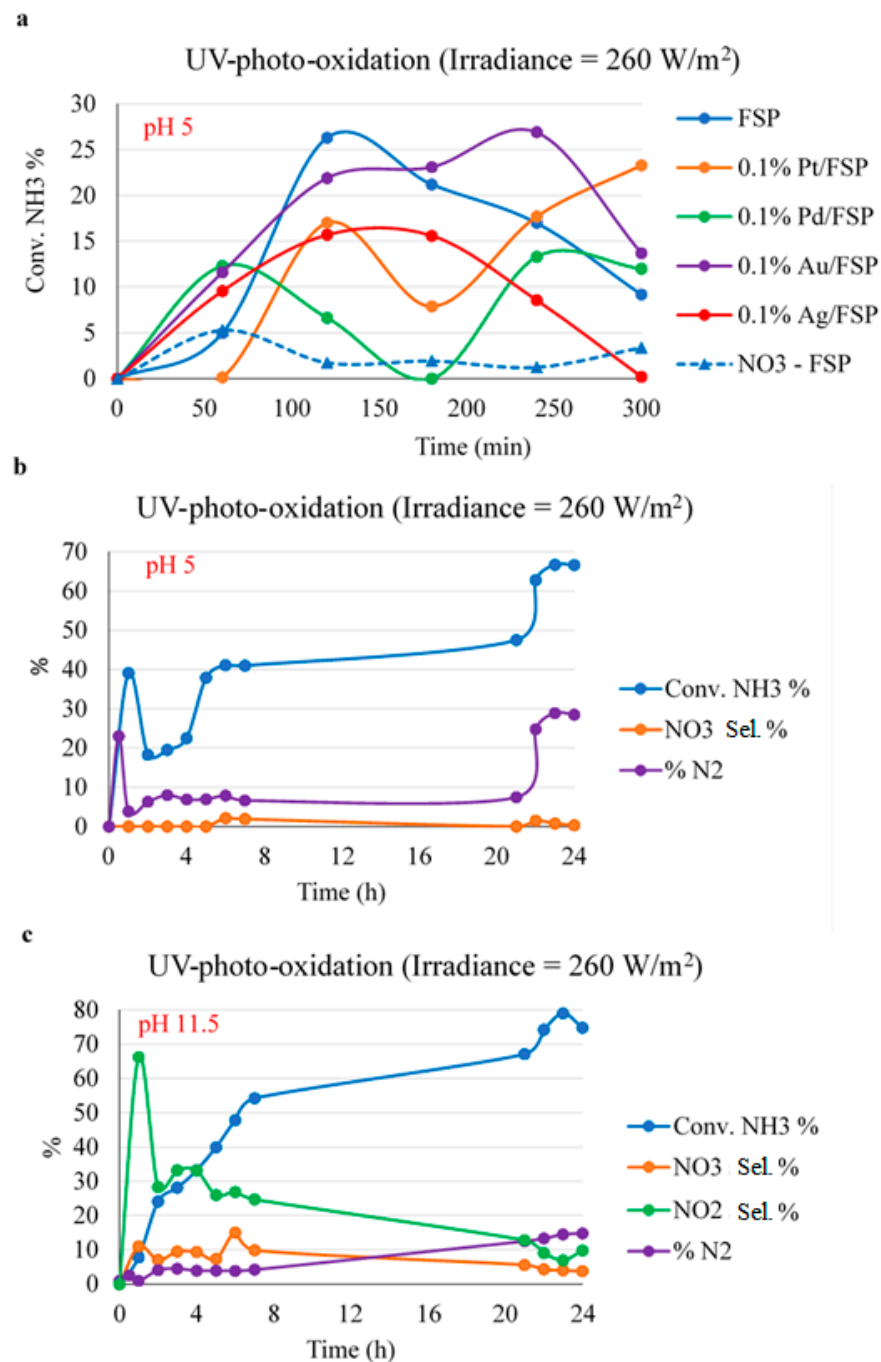 a
UV-photo-oxidation (Irradiance = 260 W/m²)
pH 5
Conv. NH3 %
30
25
20
15
10
5
0
0 50 100 150 200 250 300
Time (min)
FSP
0.1% Pt/FSP
0.1% Pd/FSP
0.1% Au/FSP
0.1% Ag/FSP
NO3 - FSP
b
UV-photo-oxidation (Irradiance = 260 W/m²)
pH 5
%
70
60
50
40
30
20
10
0
0 4 8 12 16 20 24
Time (h)
Conv. NH3 %
NO3 Sel. %
% N2
c
UV-photo-oxidation (Irradiance = 260 W/m²)
pH 11.5
%
80
70
60
50
40
30
20
10
0
0 4 8 12 16 20 24
Time (h)
Conv. NH3 %
NO3 Sel. %
NO2 Sel. %
% N2